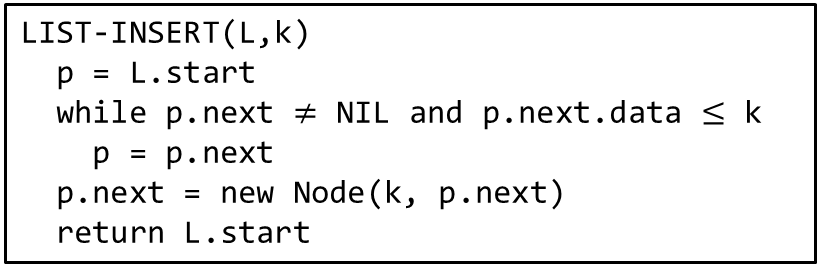 LIST-INSERT(L,k)
p = L.start
while p.next ≠ NIL and p.next.data ≤ k
p = p.next
p.next = new Node(k, p.next)
return L.start